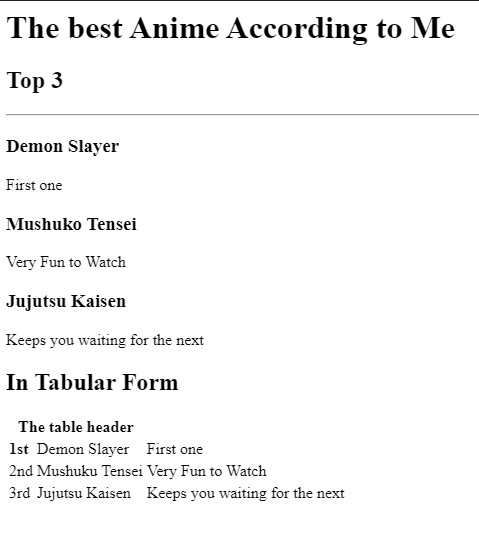 The best Anime According to Me
Top 3
Demon Slayer
First one
Mushuko Tensei
Very Fun to Watch
Jujutsu Kaisen
Keeps you waiting for the next
In Tabular Form
The table header
1st Demon Slayer First one
2nd Mushuku Tensei Very Fun to Watch
3rd Jujutsu Kaisen Keeps you waiting for the next